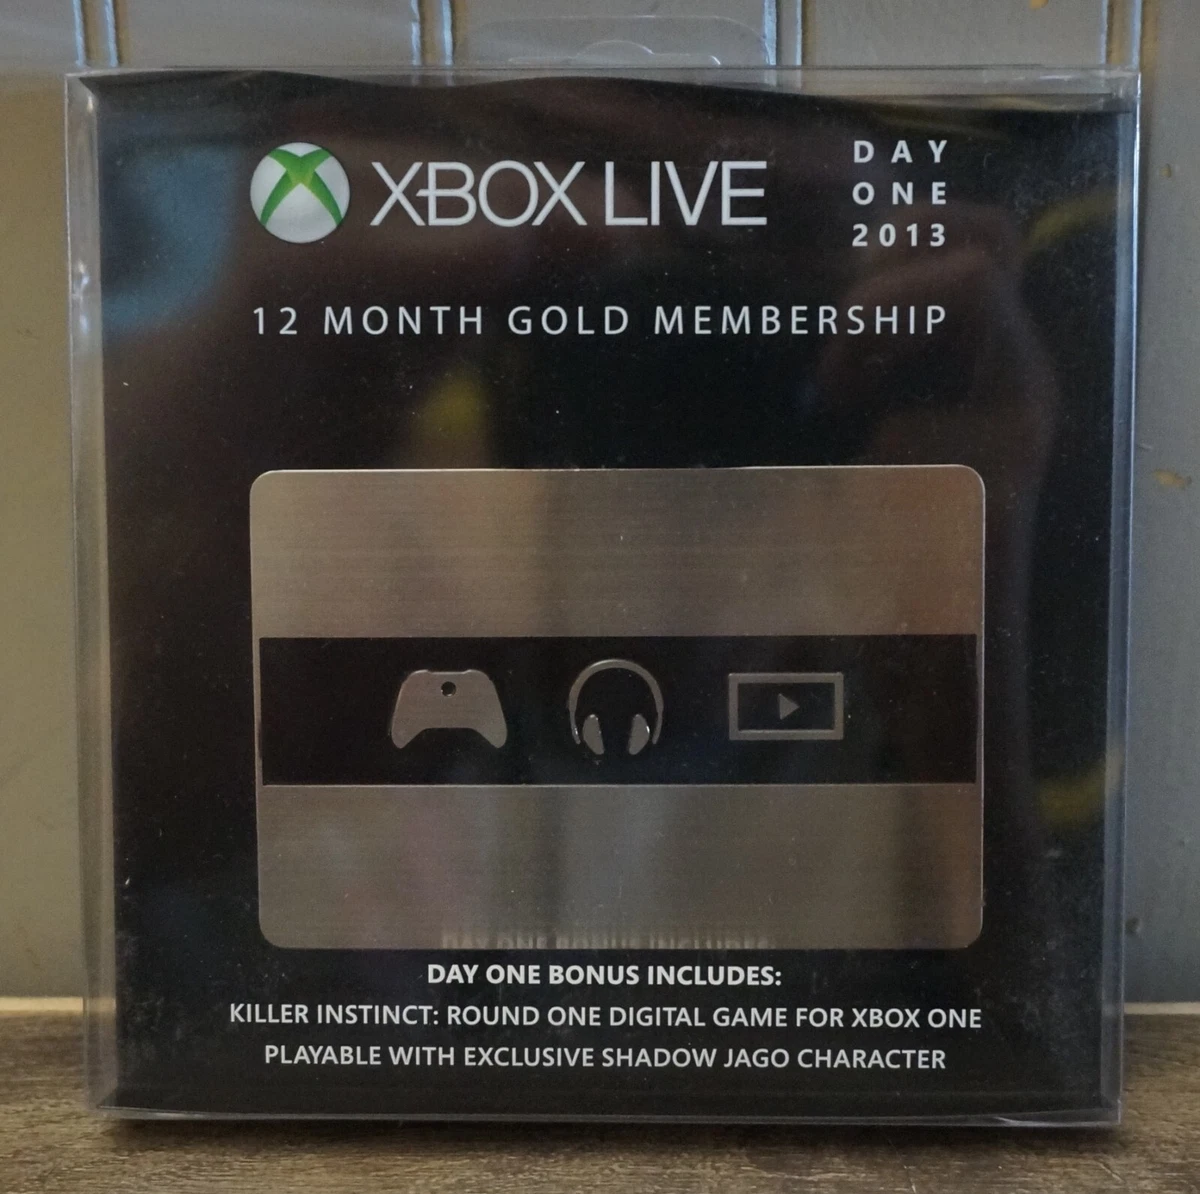 XBOX LIVE
DAY
ONE
2013
12 MONTH GOLD MEMBERSHIP
DAY ONE BONUS INCLUDES:
KILLER INSTINCT: ROUND ONE DIGITAL GAME FOR XBOX ONE
PLAYABLE WITH EXCLUSIVE SHADOW JAGO CHARACTER